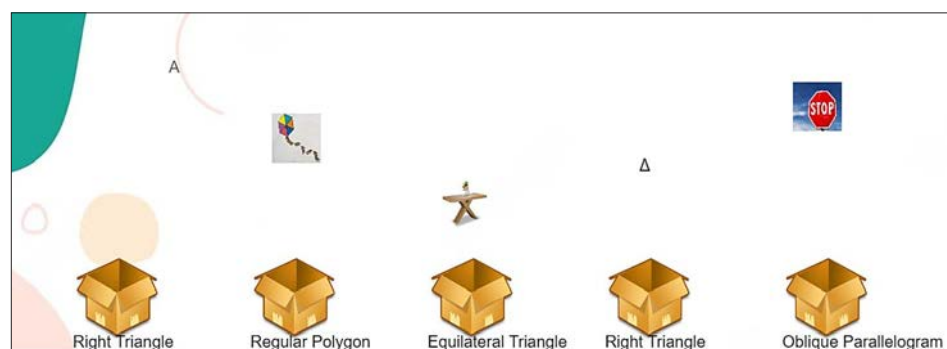 A
STOP
Δ
Right Triangle
Regular Polygon
Equilateral Triangle
Right Triangle
Oblique Parallelogram